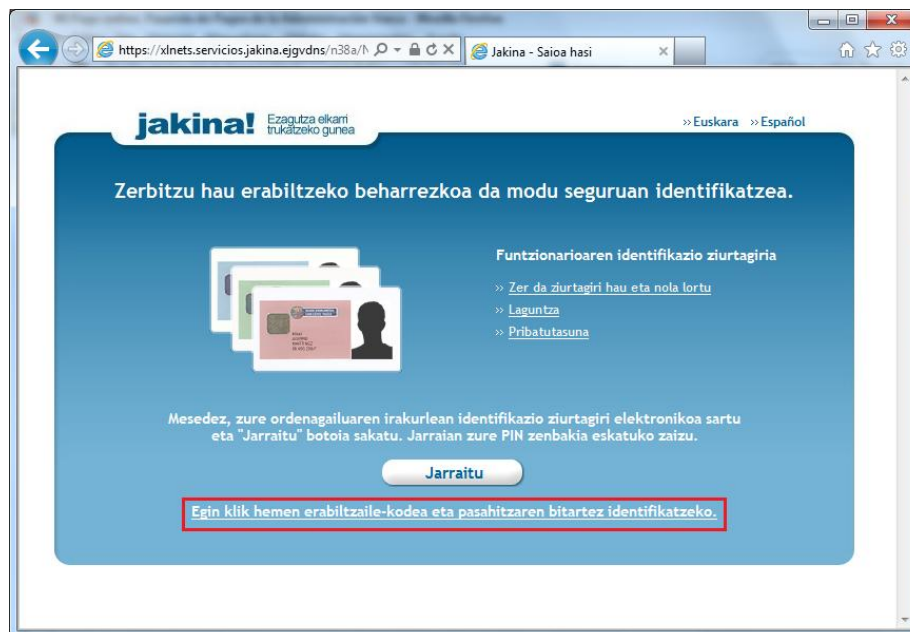 https://xlnets.servicios.jakina.ejgvdns/n38a/
Jakina - Saioa hasi
jakina!
Ezagutza elkarri
trukatzeko gunea
» Euskara » Español
Zerbitzu hau erabiltzeko beharrezkoa da modu seguruan identifikatzea.
Funtzionarioaren identifikazio ziurtagiria
» Zer da ziurtagiri hau eta nola lortu
» Laguntza
» Pribatutasuna
Mesedez, zure ordenagailuaren irakurlean identifikazio ziurtagiri elektronikoa sartu
eta "Jarraitu" botoia sakatu. Jarraian zure PIN zenbakia eskatuko zaizu.
Jarraitu
Egin klik hemen erabiltzaile-kodea eta pasahitzaren bitartez identifikatzeko.